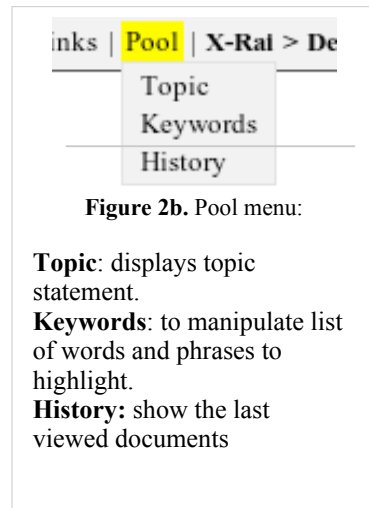 inks | Pool | X-Rai > De
Topic
Keywords
History
Figure 2b. Pool menu:
Topic: displays topic
statement.
Keywords: to manipulate list
of words and phrases to
highlight.
History: show the last
viewed documents